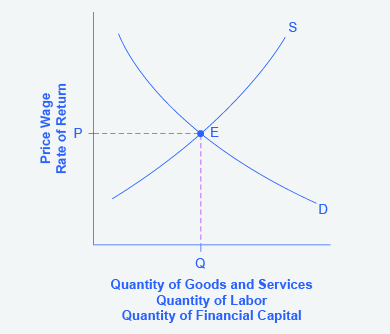 S
P
E
Price Wage
Rate of Return
D
Q
Quantity of Goods and Services
Quantity of Labor
Quantity of Financial Capital